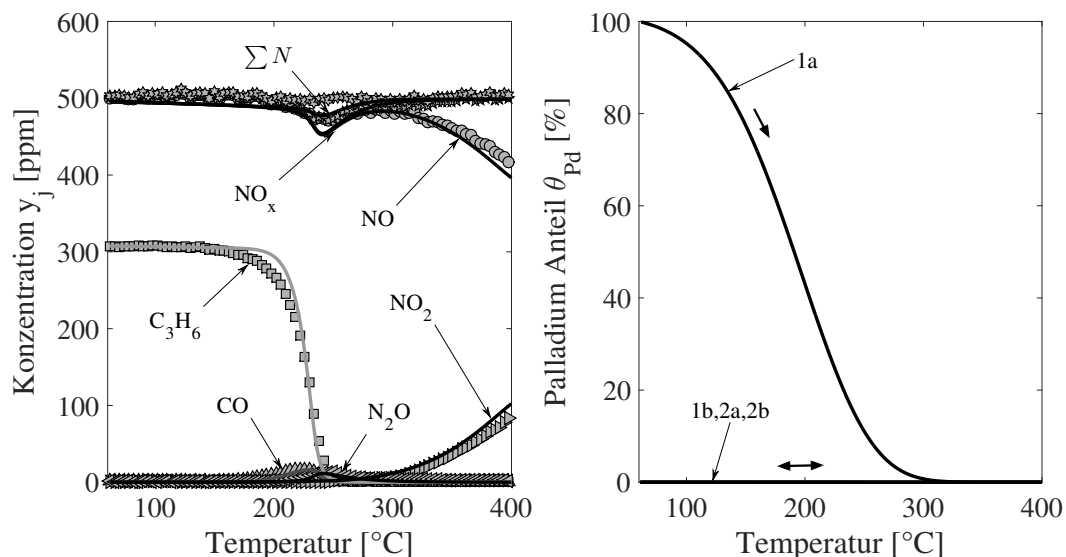 600
500
400
300
200
100
0
100
200
300
400
Konzentration y_j [ppm]
Temperatur [°C]
∑ N
NO_x
NO
C_3H_6
NO_2
CO
N_2O
100
80
60
40
20
0
100
200
300
400
Palladium Anteil θ_Pd [%]
Temperatur [°C]
1a
1b,2a,2b